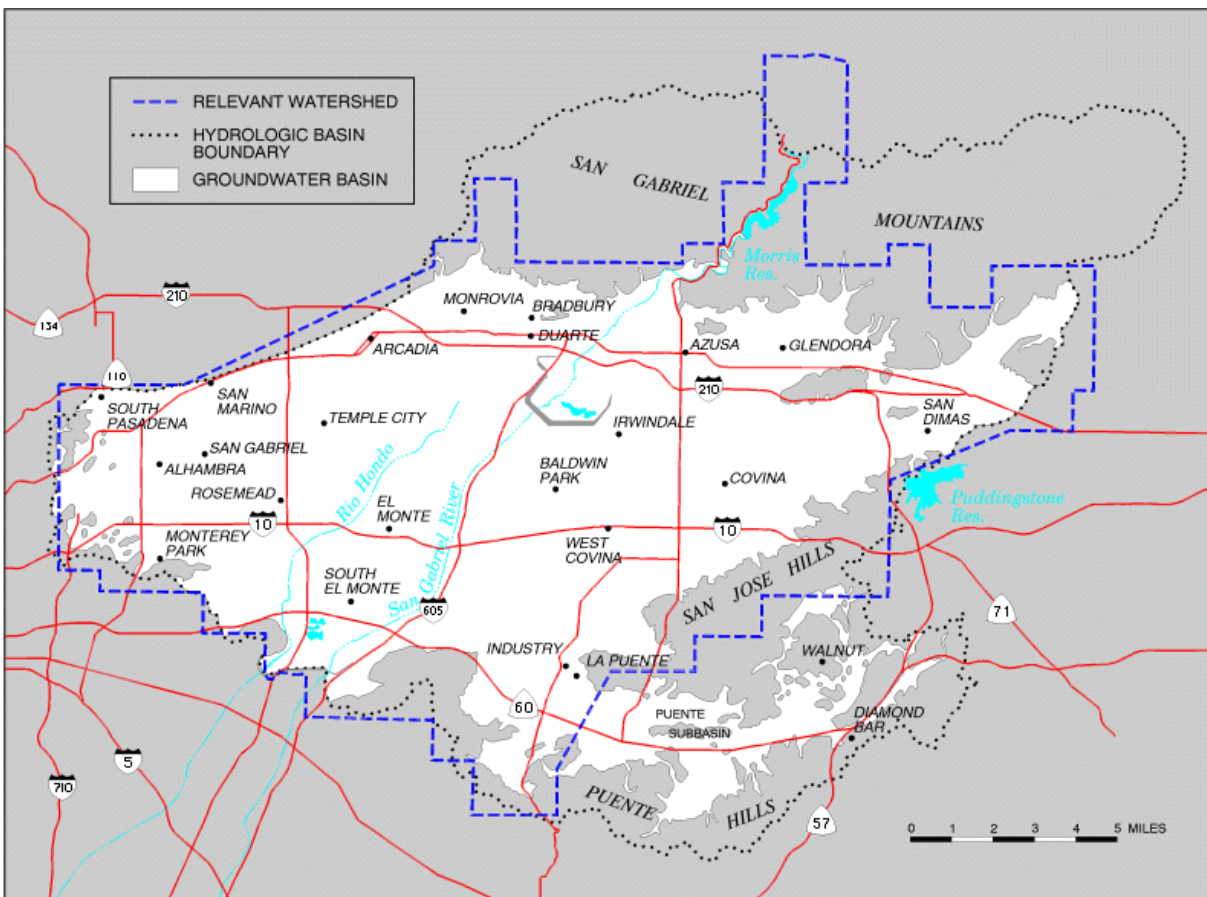 RELEVANT WATERSHED
HYDROLOGIC BASIN
BOUNDARY
GROUNDWATER BASIN
SAN GABRIEL
MOUNTAINS
Morris
Res.
210
134
110
MONROVIA
BRADBURY
DUARTE
ARCADIA
AZUSA
GLENDORA
210
SAN
MARINO
SOUTH
PASADENA
TEMPLE CITY
SAN
DIMAS
IRWINDALE
SAN GABRIEL
ALHAMBRA
ROSEMEAD
Rio Hondo
BALDWIN
PARK
COVINA
Puddingstone
Res.
EL
MONTE
San Gabriel River
10
10
MONTEREY
PARK
WEST
COVINA
SOUTH
EL MONTE
605
SAN JOSE HILLS
71
INDUSTRY
LA PUENTE
WALNUT
60
PUENTE
SUBBASIN
DIAMOND
BAR
5
710
PUENTE HILLS
57
0 1 2 3 4 5 MILES